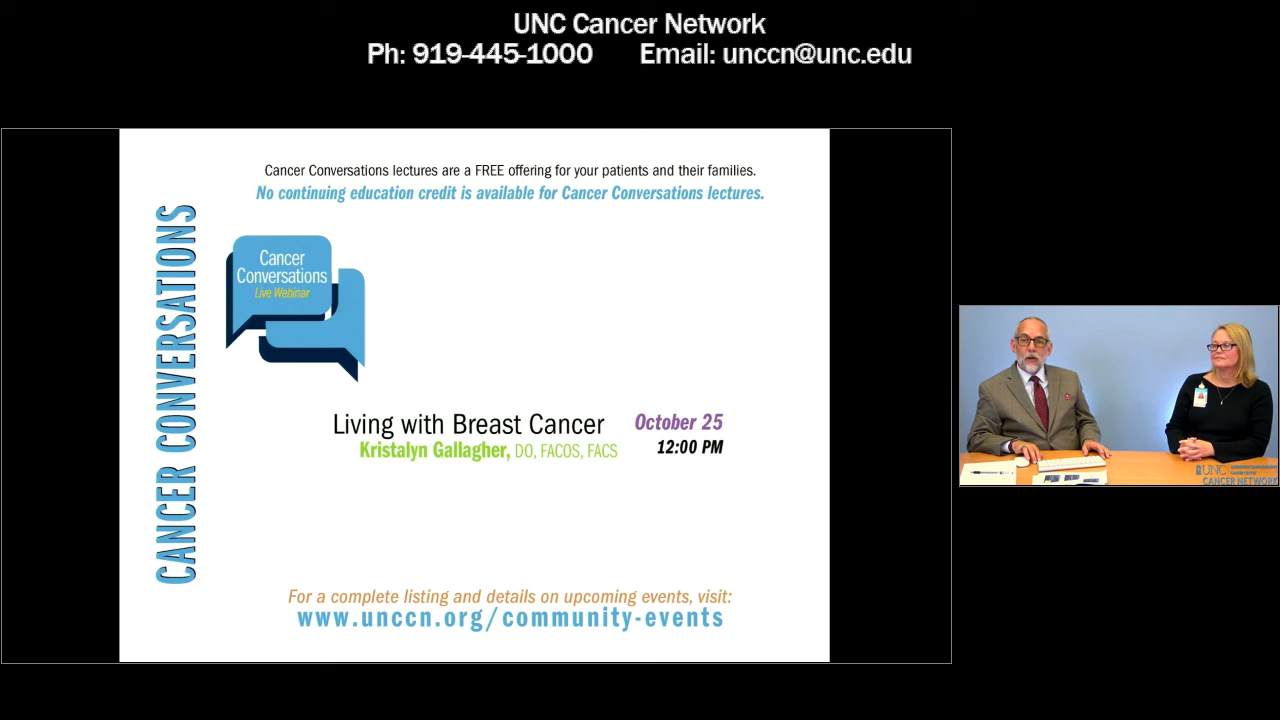 UNC Cancer Network
Ph: 919-445-1000 Email: unccn@unc.edu
Cancer Conversations lectures are a FREE offering for your patients and their families.
No continuing education credit is available for Cancer Conversations lectures.
CANCER CONVERSATIONS
Cancer
Conversations
Live Webinar
Living with Breast Cancer October 25
Kristalyn Gallagher, DO, FACOS, FACS 12:00 PM
For a complete listing and details on upcoming events, visit:
www.unccn.org/community-events
UNC
CANCER NETWORK